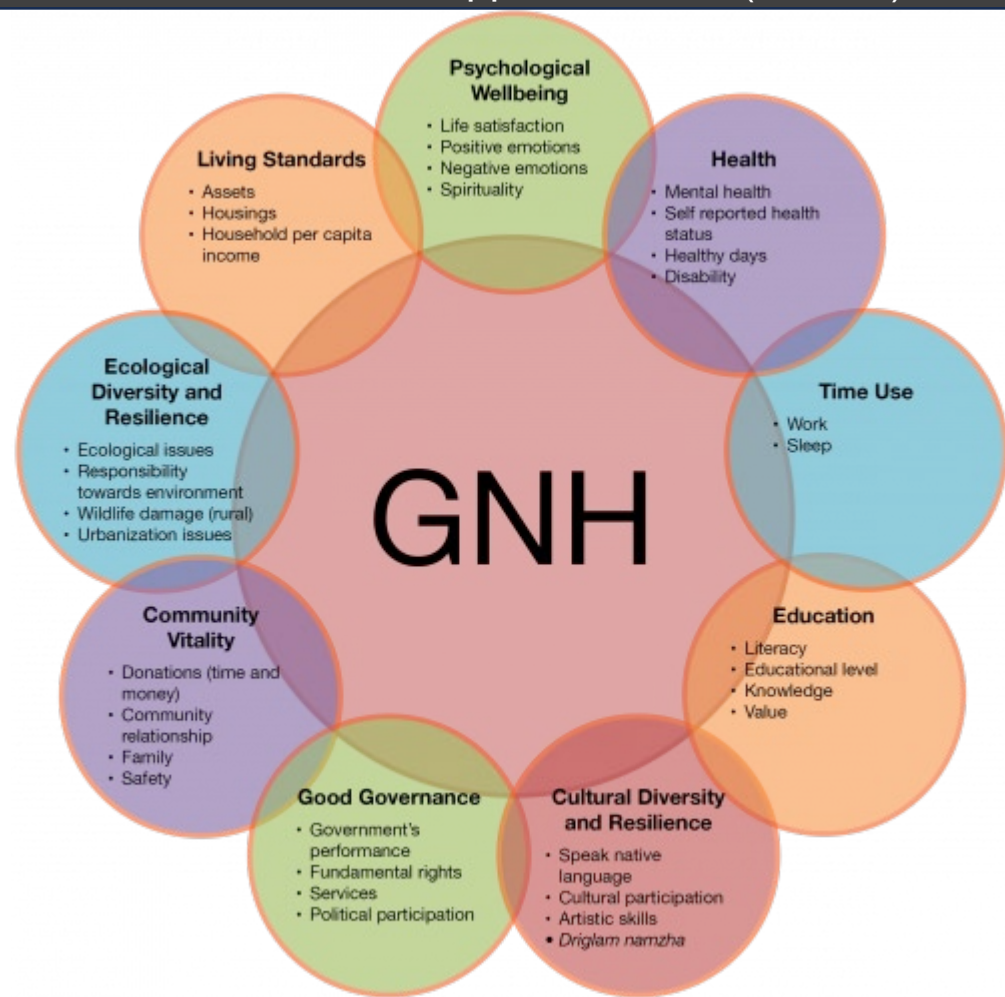 Psychological
Wellbeing
• Life satisfaction
• Positive emotions
• Negative emotions
• Spirituality
Health
• Mental health
• Self reported health
status
• Healthy days
• Disability
Time Use
• Work
• Sleep
Education
• Literacy
• Educational level
• Knowledge
• Value
Cultural Diversity
and Resilience
• Speak native
language
• Cultural participation
• Artistic skills
• Driglam namzha
Good Governance
• Government's
performance
• Fundamental rights
• Services
• Political participation
Community
Vitality
• Donations (time and
money)
• Community
relationship
• Family
• Safety
Ecological
Diversity and
Resilience
• Ecological issues
• Responsibility
towards environment
• Wildlife damage (rural)
• Urbanization issues
Living Standards
• Assets
• Housings
• Household per capita
income
GNH